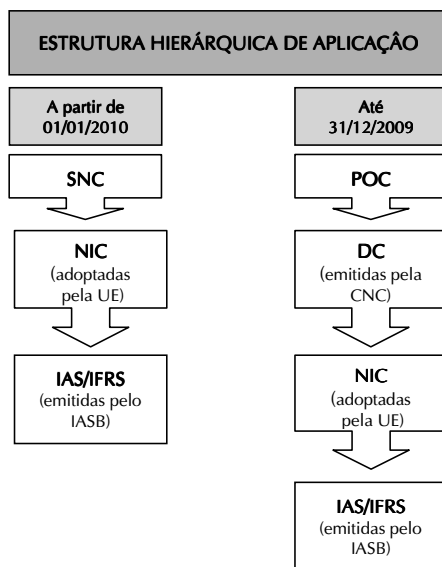 ESTRUTURA HIERÁRQUICA DE APLICAÇÂO
A partir de
01/01/2010
SNC
NIC
(adoptadas
pela UE)
IAS/IFRS
(emitidas pelo
IASB)
Até
31/12/2009
POC
DC
(emitidas pela
CNC)
NIC
(adoptadas
pela UE)
IAS/IFRS
(emitidas pelo
IASB)